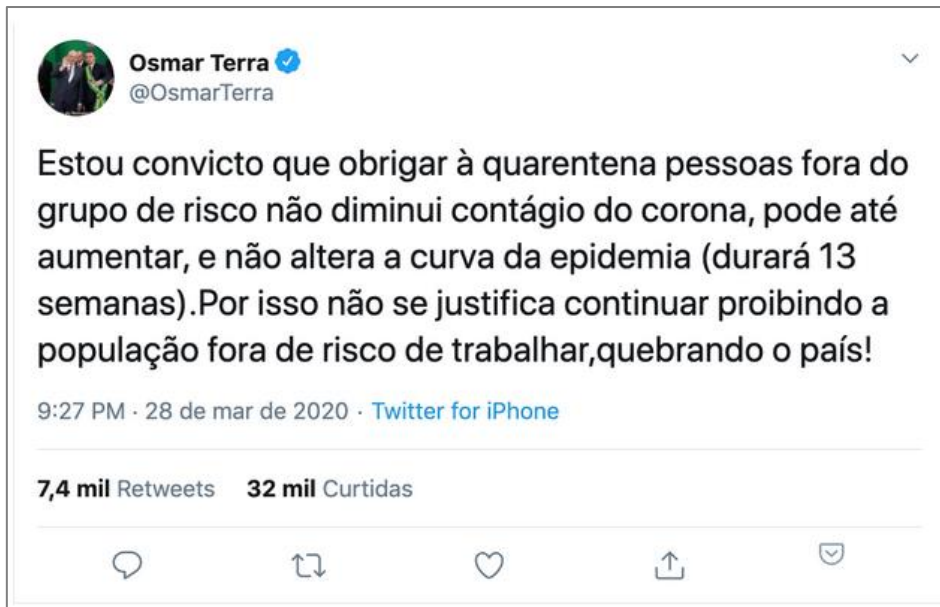 Osmar Terra
@OsmarTerra
Estou convicto que obrigar à quarentena pessoas fora do
grupo de risco não diminui contágio do corona, pode até
aumentar, e não altera a curva da epidemia (durará 13
semanas).Por isso não se justifica continuar proibindo a
população fora de risco de trabalhar,quebrando o país!
9:27 PM · 28 de mar de 2020 · Twitter for iPhone
7,4 mil Retweets 32 mil Curtidas